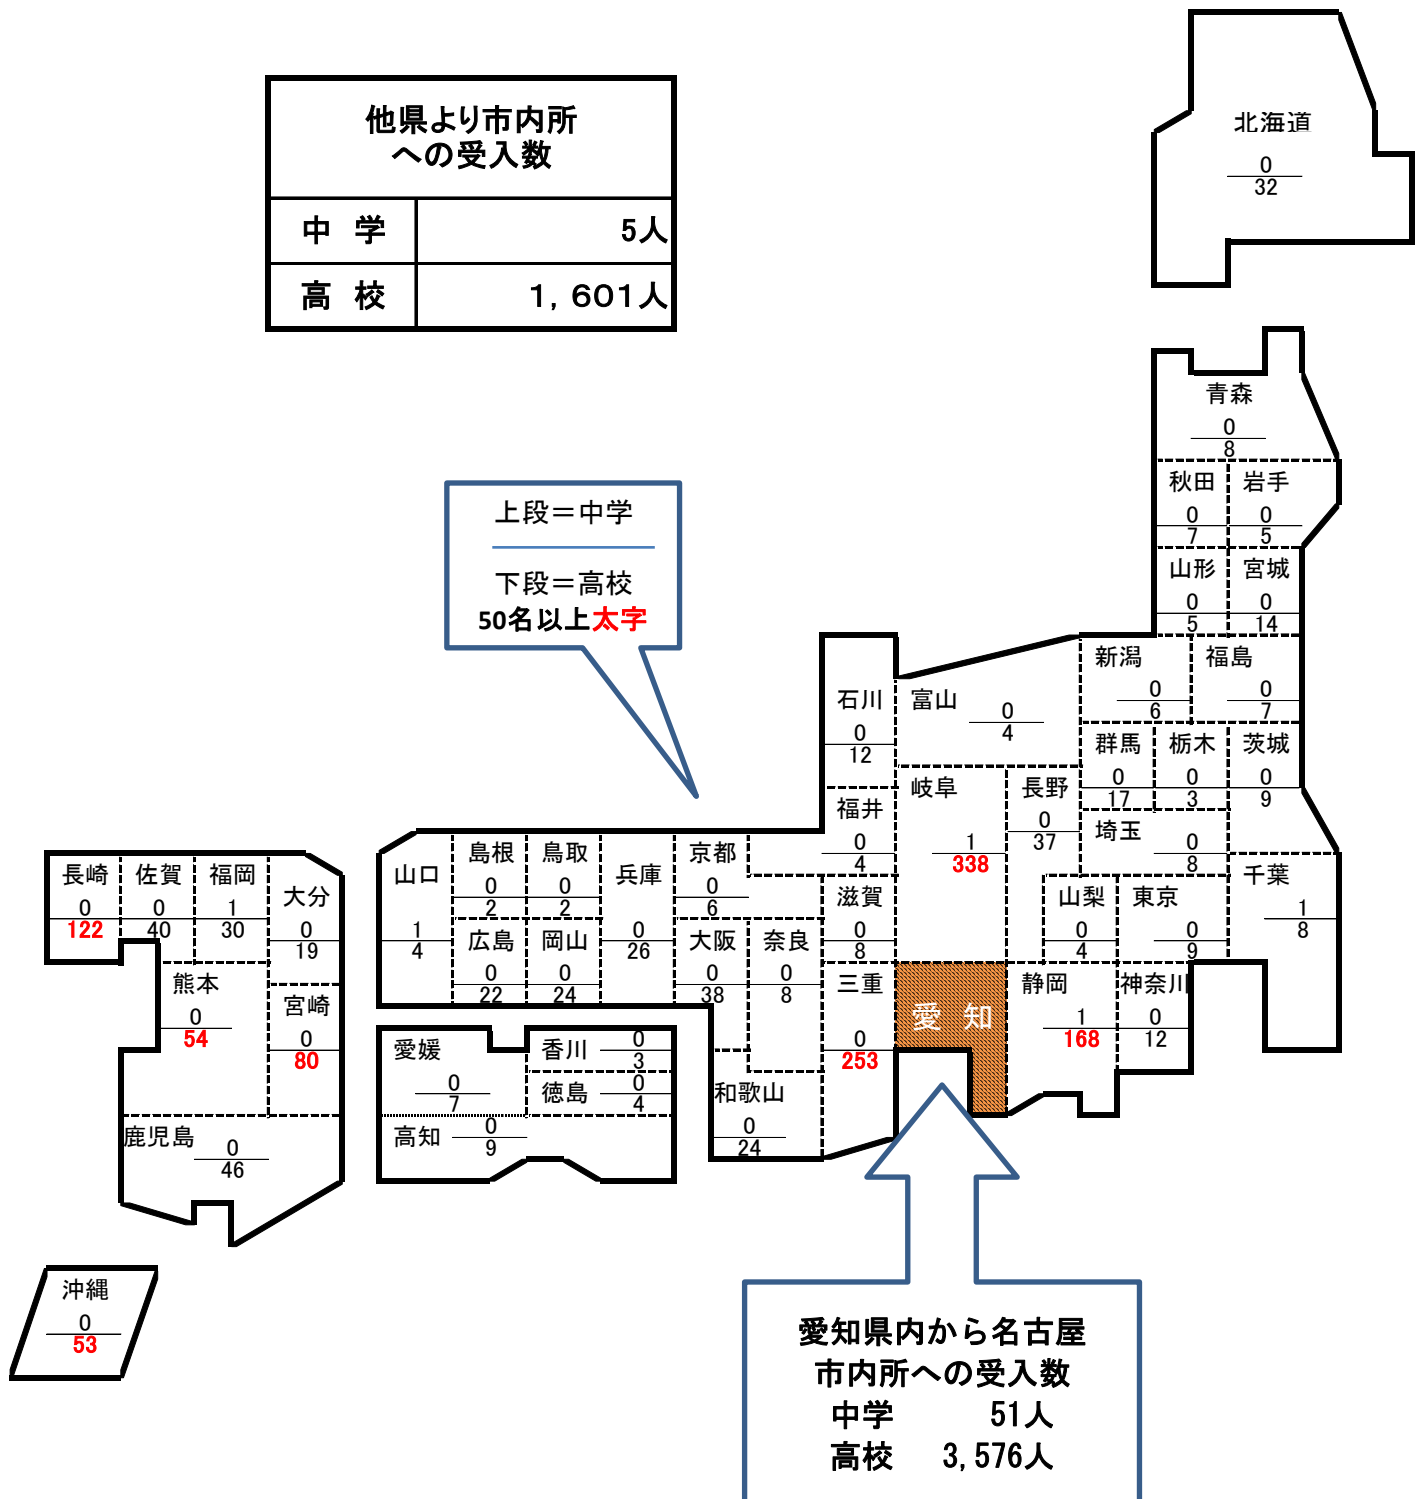 他県より市内所
への受入数
中 学 5人
高 校 1,601人
北海道
0
32
青森
0
8
秋田
0
7
岩手
0
5
山形
0
5
宮城
0
14
上段＝中学
下段＝高校
50名以上太字
新潟
0
6
福島
0
7
石川
0
12
富山
0
4
群馬
0
17
栃木
0
3
茨城
0
9
福井
0
4
岐阜
1
338
長野
0
37
埼玉
0
8
千葉
1
8
長崎
0
122
佐賀
0
40
福岡
1
30
大分
0
19
山口
1
4
島根
0
2
鳥取
0
2
兵庫
0
26
京都
0
6
滋賀
0
8
山梨
0
4
東京
0
9
広島
0
22
岡山
0
24
大阪
0
38
奈良
0
8
三重
0
253
愛 知
静岡
1
168
神奈川
0
12
熊本
0
54
宮崎
0
80
愛媛
0
7
香川
0
3
徳島
0
4
高知
0
9
和歌山
0
24
鹿児島
0
46
沖縄
0
53
愛知県内から名古屋
市内所への受入数
中学 51人
高校 3,576人